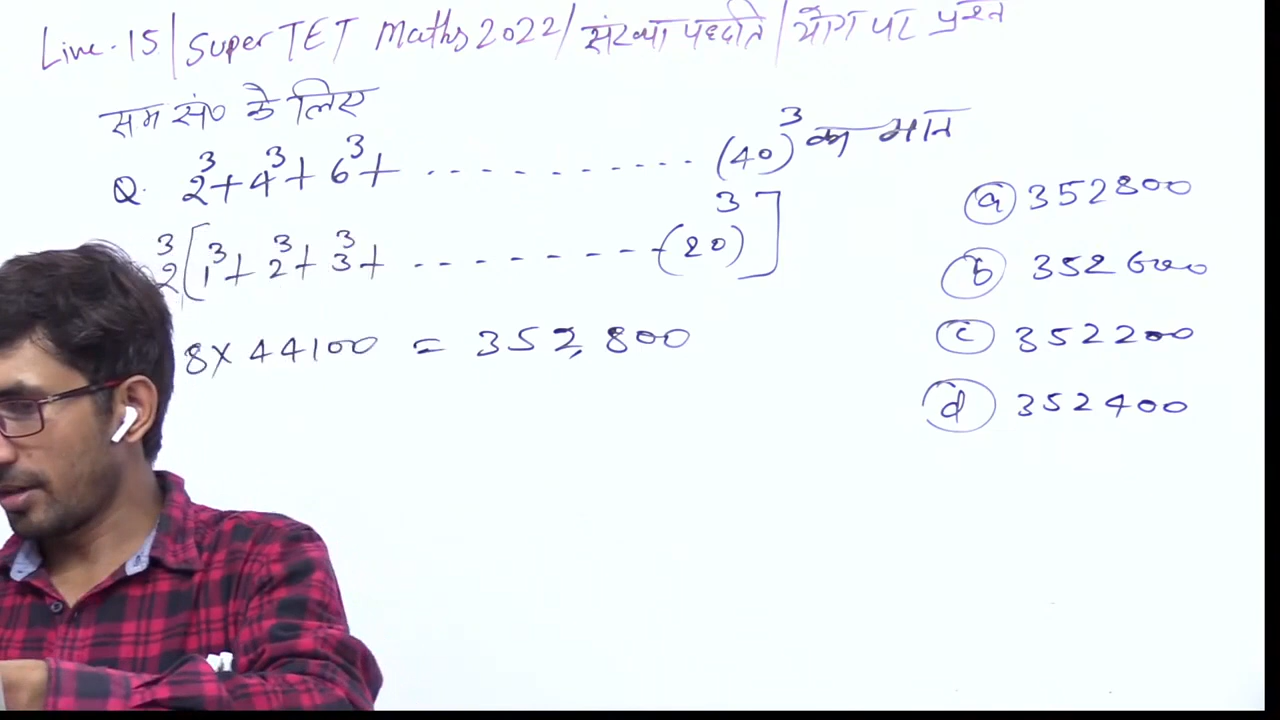 Live-15 | Super TET Maths 2022 / संख्या पद्धति / योग पर प्रश्न
सम सं० के लिए
Q. 2³ + 4³ + 6³ + ........... (40)³ का मान
2³ [1³ + 2³ + 3³ + -------- (20)³]
8 × 44100 = 352,800
(a) 352800
(b) 352600
(c) 352200
(d) 352400